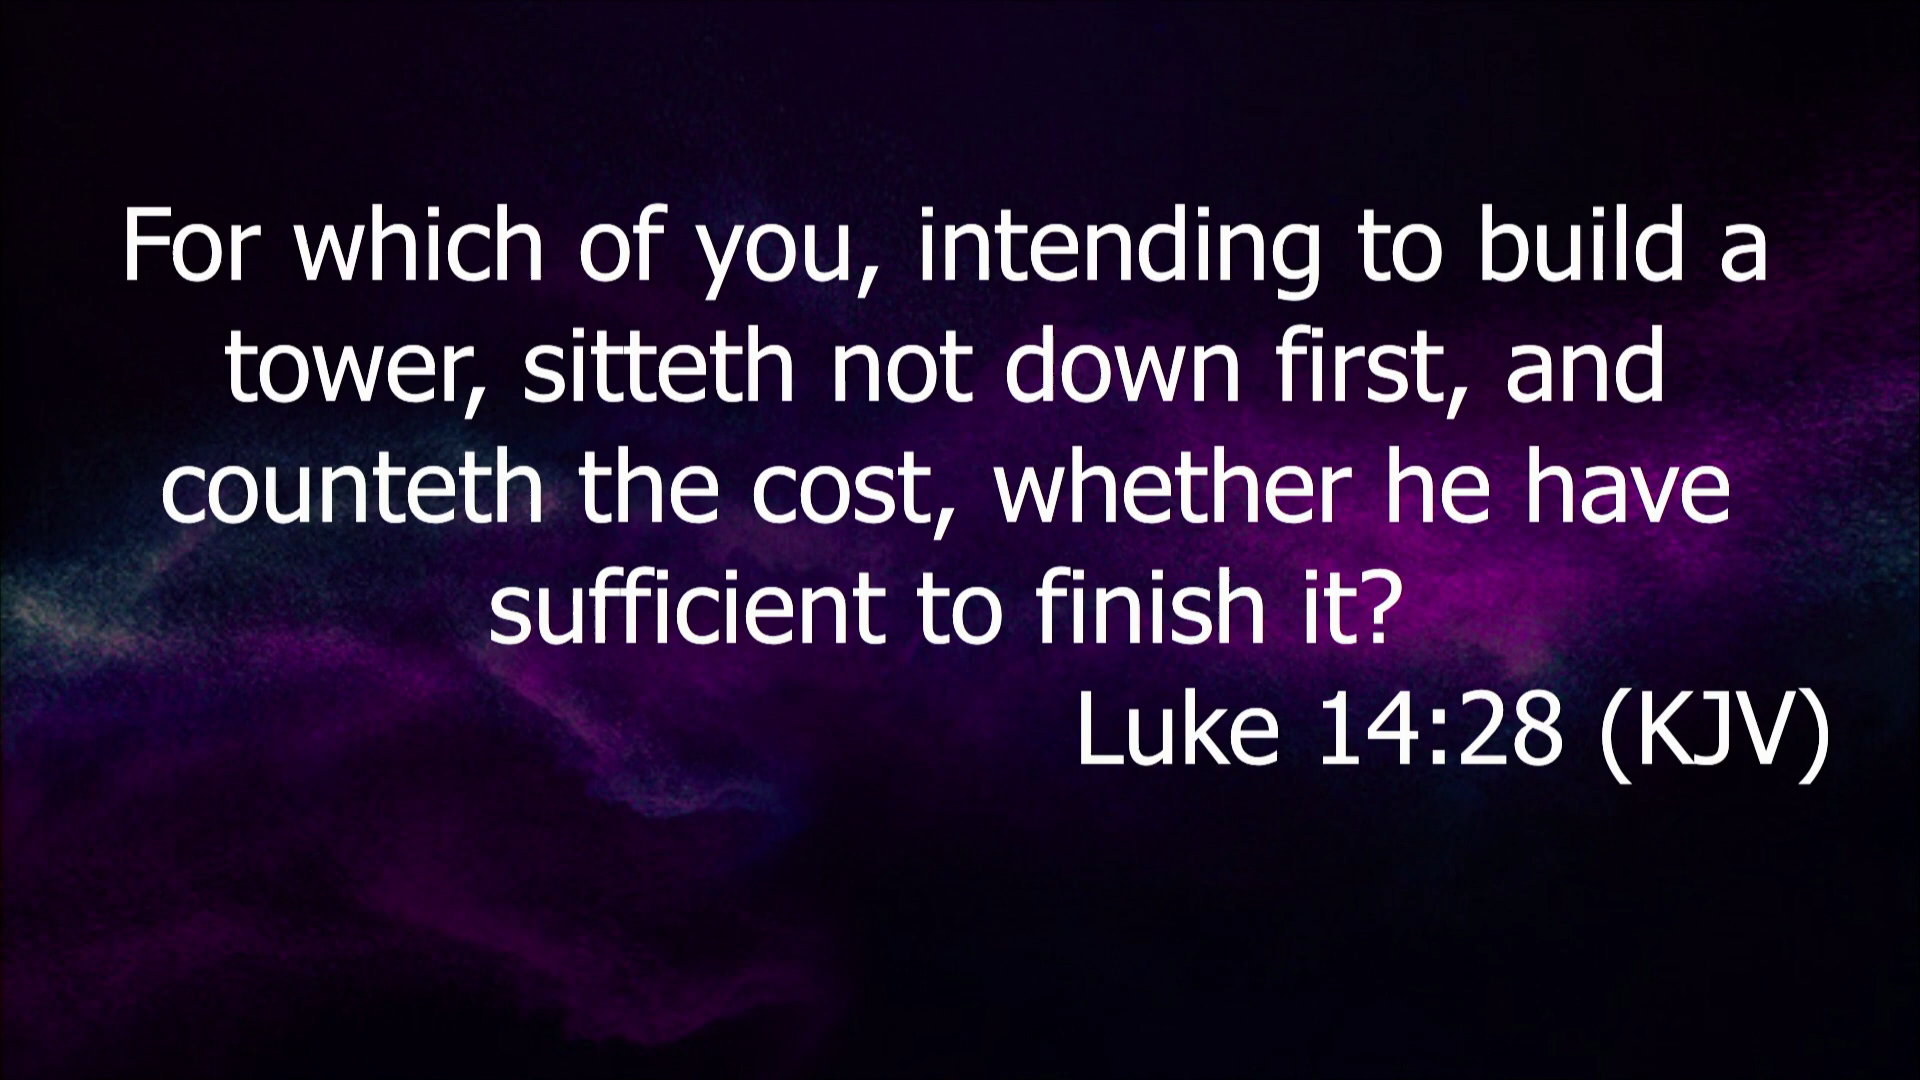 For which of you, intending to build a
tower, sitteth not down first, and
counteth the cost, whether he have
sufficient to finish it?
Luke 14:28 (KJV)